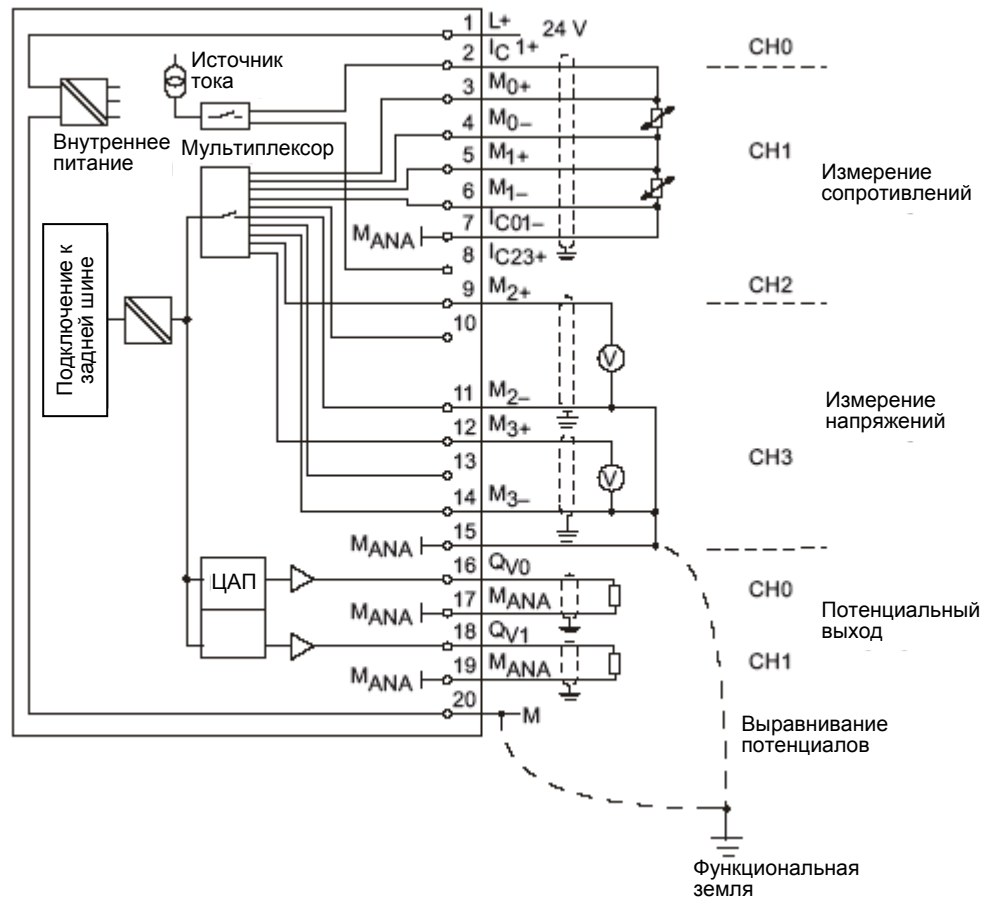 1 L+ 24 V
2 IC 1+
CH0
Источник
тока
3 M0+
4 M0–
Внутреннее
питание
Мультиплексор
5 M1+
CH1
Измерение
сопротивлений
6 M1–
7 IC01–
MANA
8 IC23+
Подключение к
задней шине
9 M2+
CH2
10
V
11 M2–
Измерение
напряжений
12 M3+
13
CH3
V
14 M3–
15
MANA
16 QV0
ЦАП
CH0
17 MANA
MANA
Потенциальный
выход
18 QV1
19 MANA
CH1
MANA
20
M
Выравнивание
потенциалов
Функциональная
земля